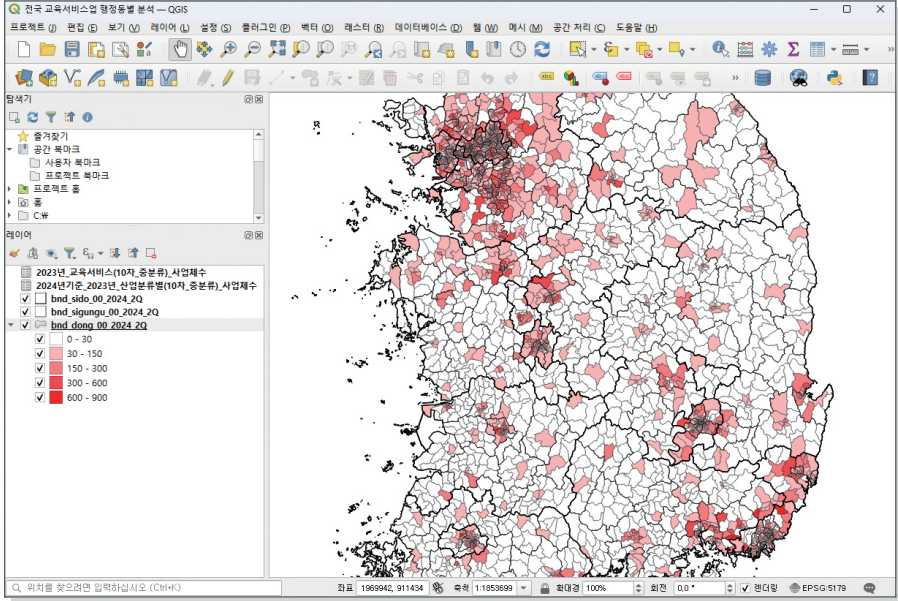 전국 교육서비스업 행정동별 분석 — QGIS
프로젝트 (J) 편집 (E) 보기 (V) 레이어 (L) 설정 (S) 플러그인 (P) 벡터 (O) 래스터 (R) 데이터베이스 (D) 웹 (W) 메시 (M) 공간 처리 (C) 도움말 (H)
탐색기
즐겨찾기
공간 북마크
사용자 북마크
프로젝트 북마크
프로젝트 홈
홈
C:₩
레이어
2023년_교육서비스(10차_중분류)_사업체수
2024년기준_2023년_산업분류별(10차_중분류)_사업체수
bnd_sido_00_2024_2Q
bnd_sigungu_00_2024_2Q
bnd_dong_00_2024_2Q
0 - 30
30 - 150
150 - 300
300 - 600
600 - 900
위치를 찾으려면 입력하십시오 (Ctrl+K) 좌표 1969942, 911434 축척 1:1853699 확대경 100% 회전 0,0 ° 렌더링 EPSG:5179